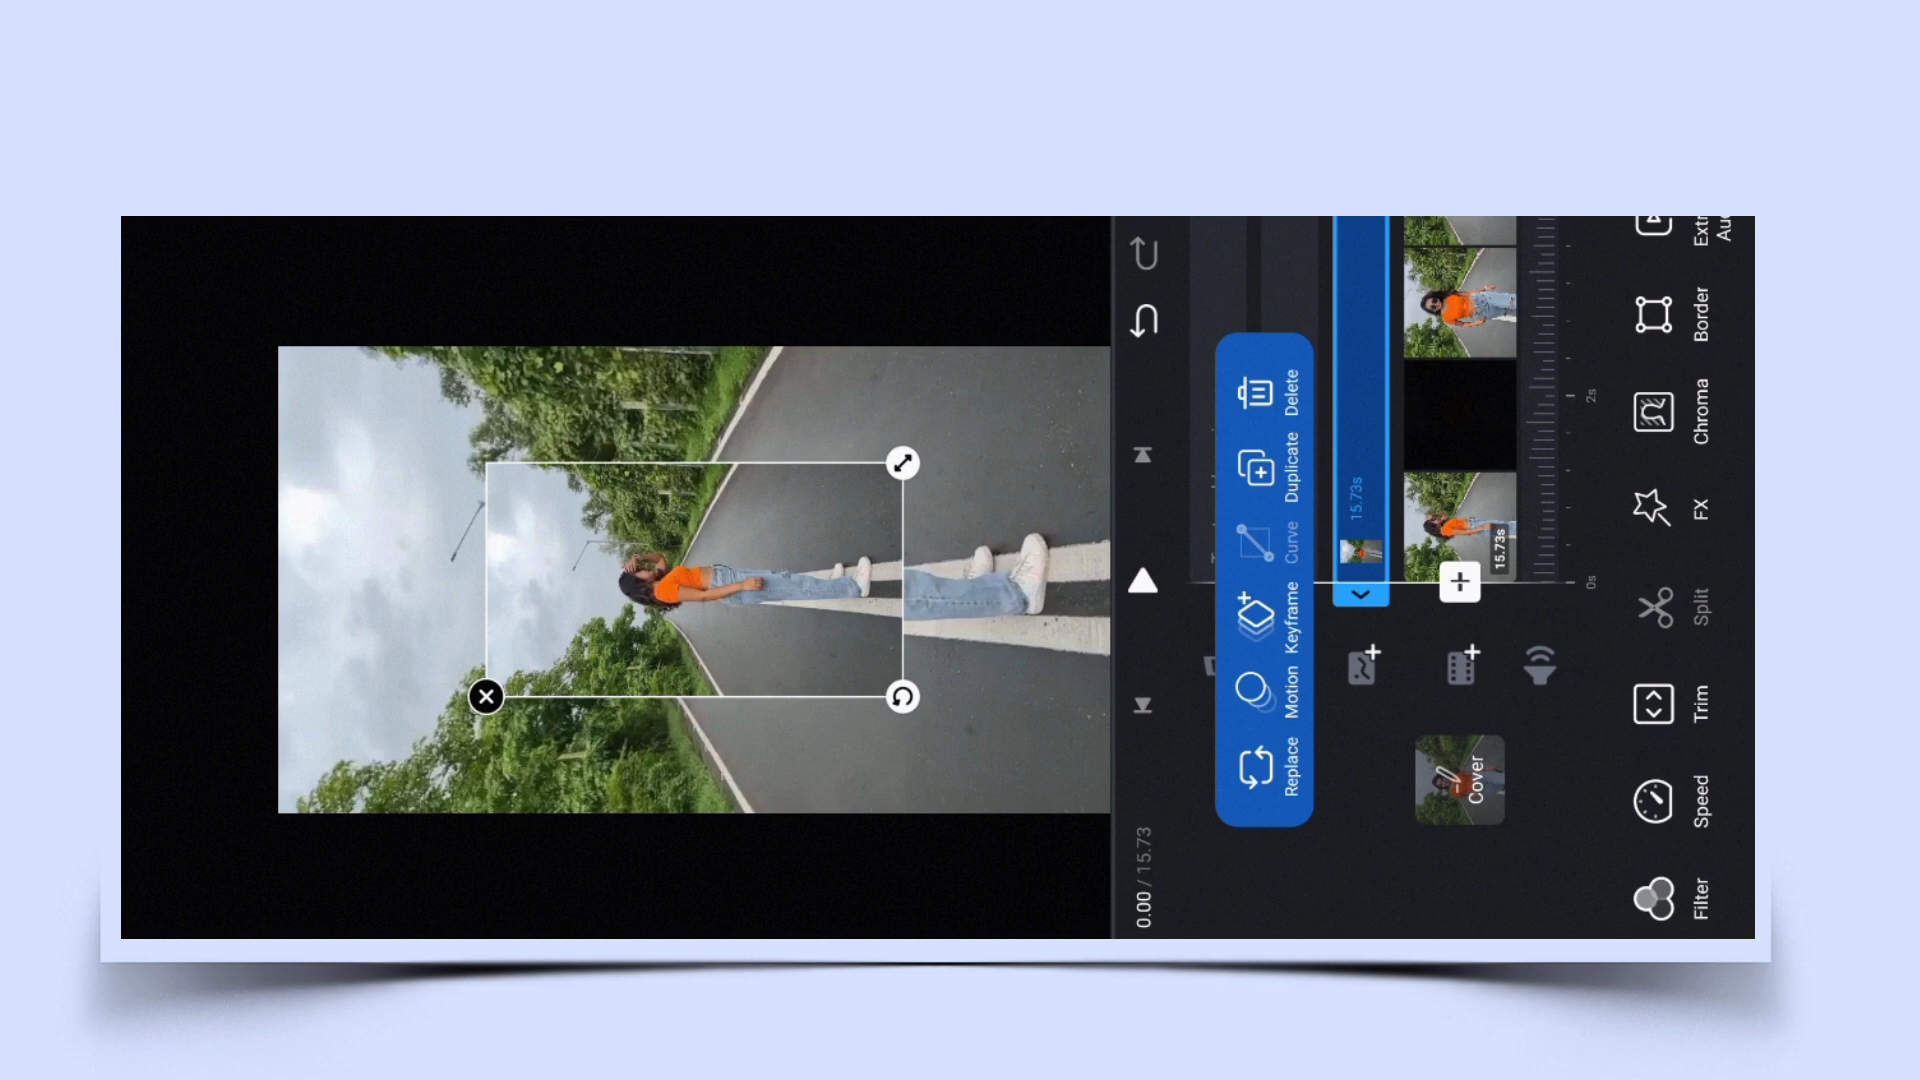 0.00 / 15.73
Replace
Motion
Keyframe
Curve
Duplicate
Delete
15.73s
Cover
15.73s
0s
2s
Filter
Speed
Trim
Split
FX
Chroma
Border